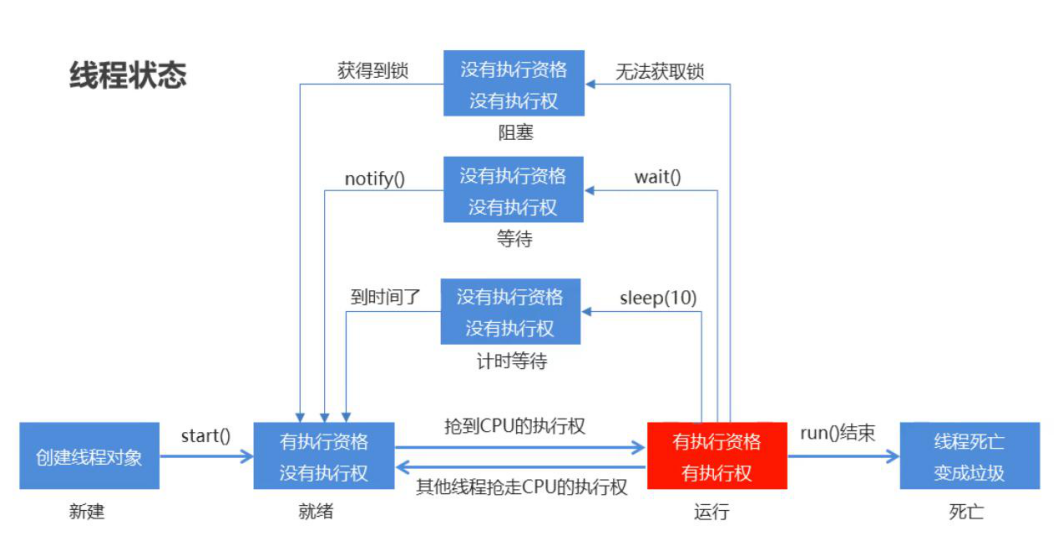 线程状态
获得到锁
没有执行资格
没有执行权
无法获取锁
阻塞
notify()
没有执行资格
没有执行权
wait()
等待
到时间了
没有执行资格
没有执行权
sleep(10)
计时等待
创建线程对象
新建
start()
有执行资格
没有执行权
就绪
抢到CPU的执行权
其他线程抢走CPU的执行权
有执行资格
有执行权
运行
run()结束
线程死亡
变成垃圾
死亡